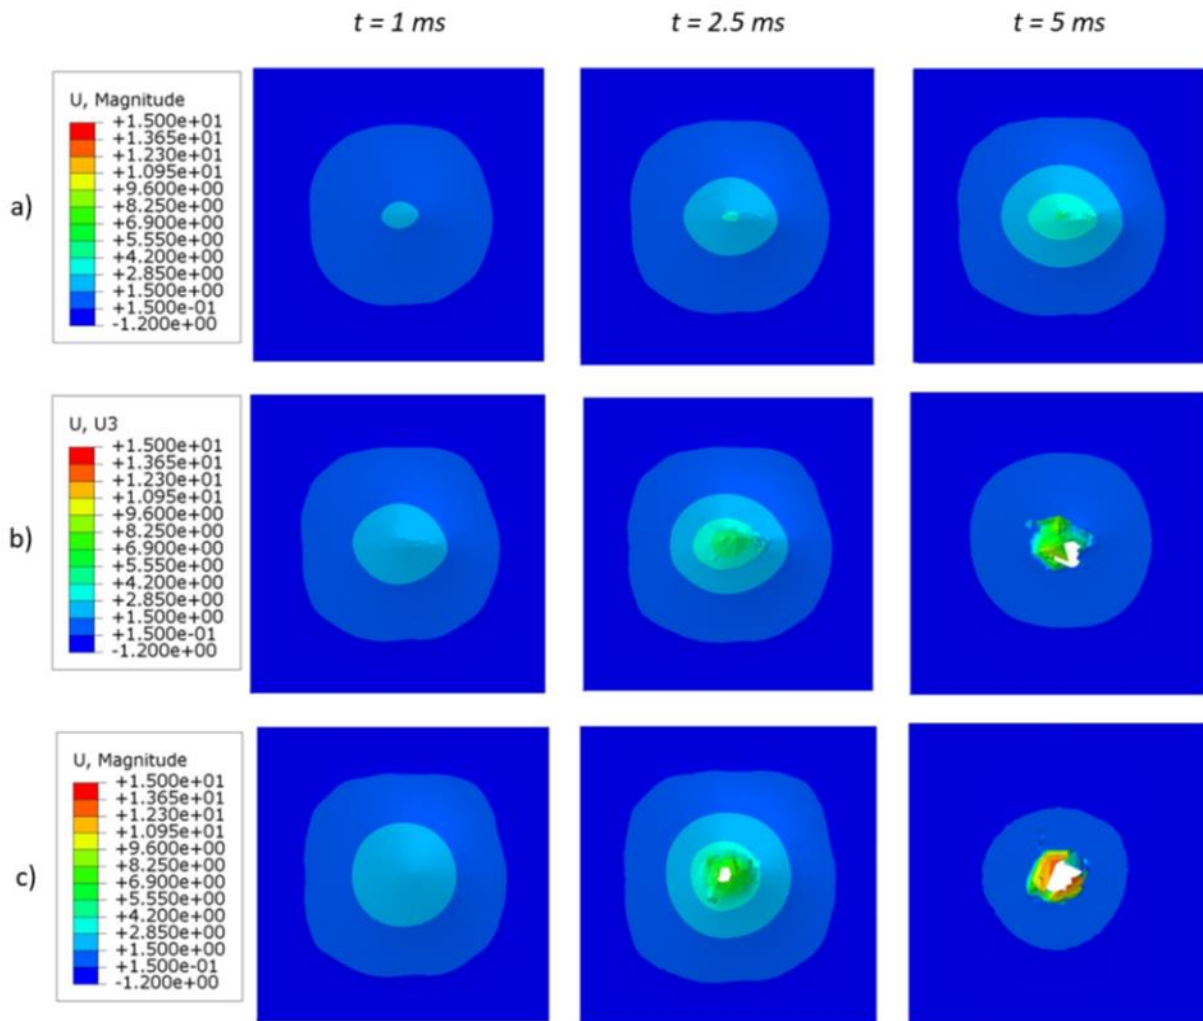 t = 1 ms
t = 2.5 ms
t = 5 ms
a)
U, Magnitude
+1.500e+01
+1.365e+01
+1.230e+01
+1.095e+01
+9.600e+00
+8.250e+00
+6.900e+00
+5.550e+00
+4.200e+00
+2.850e+00
+1.500e+00
+1.500e-01
-1.200e+00
b)
U, U3
+1.500e+01
+1.365e+01
+1.230e+01
+1.095e+01
+9.600e+00
+8.250e+00
+6.900e+00
+5.550e+00
+4.200e+00
+2.850e+00
+1.500e+00
+1.500e-01
-1.200e+00
c)
U, Magnitude
+1.500e+01
+1.365e+01
+1.230e+01
+1.095e+01
+9.600e+00
+8.250e+00
+6.900e+00
+5.550e+00
+4.200e+00
+2.850e+00
+1.500e+00
+1.500e-01
-1.200e+00